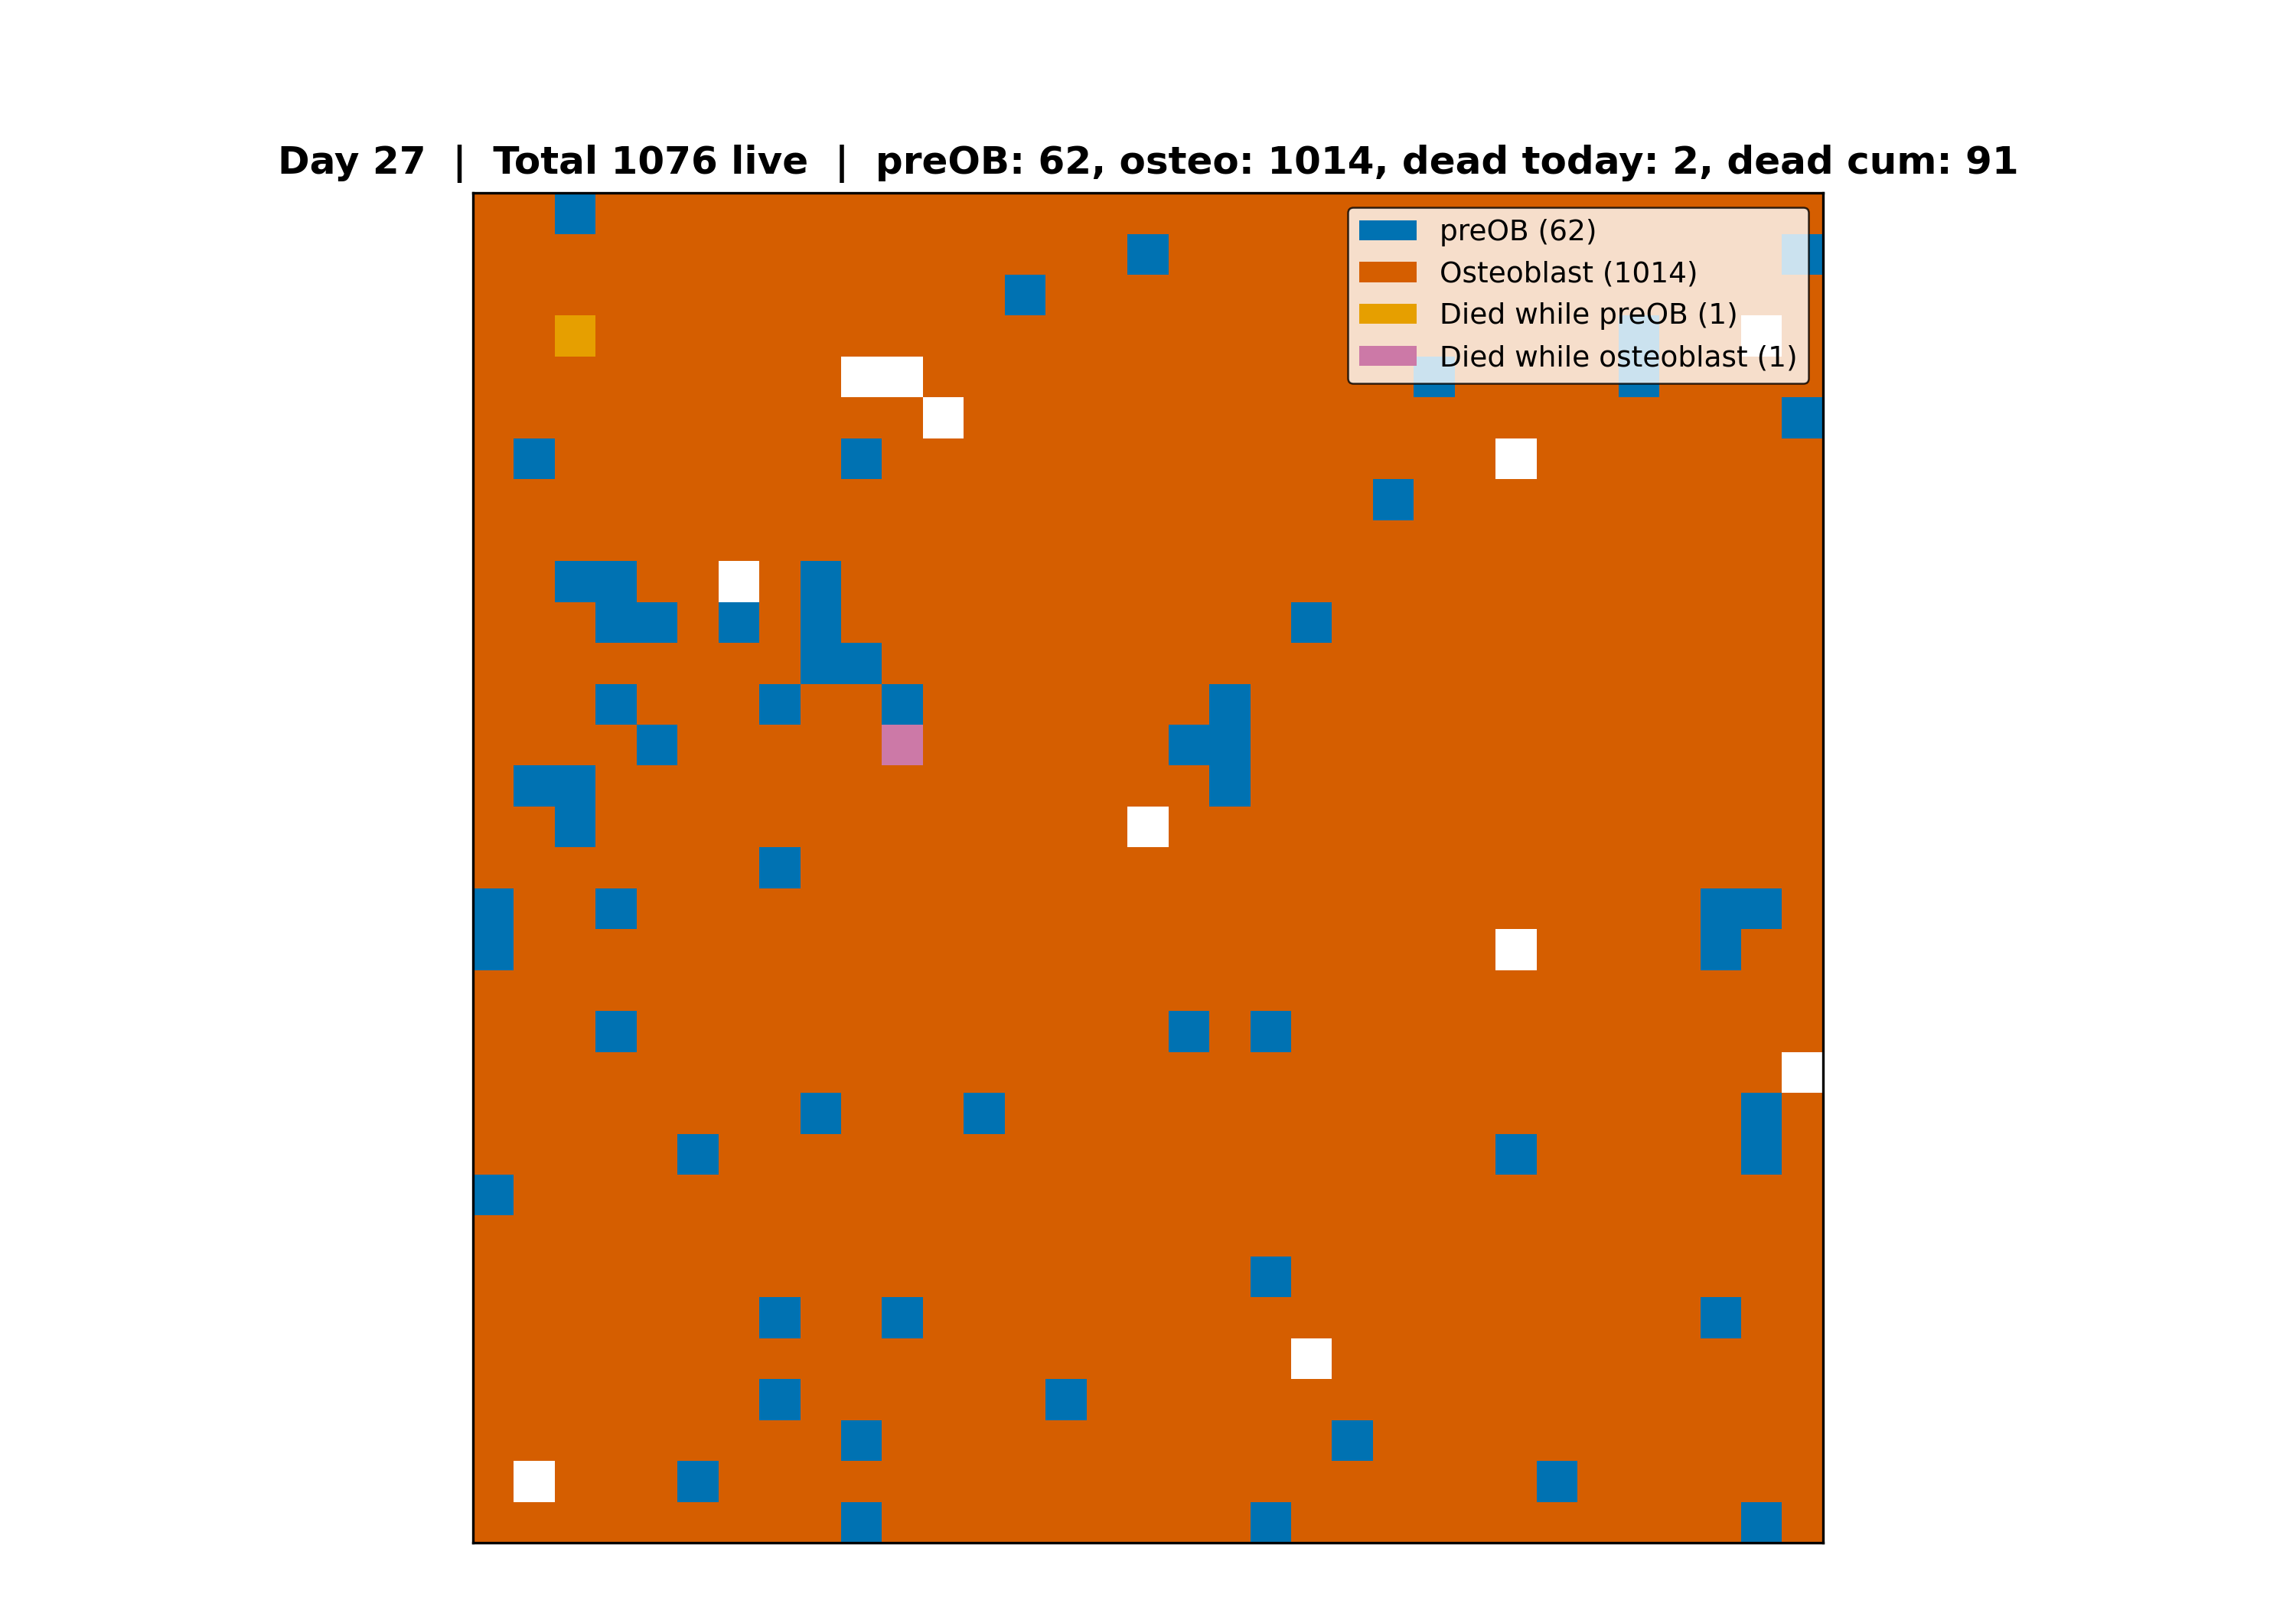 Day 27 | Total 1076 live | preOB: 62, osteo: 1014, dead today: 2, dead cum: 91
preOB (62)
Osteoblast (1014)
Died while preOB (1)
Died while osteoblast (1)